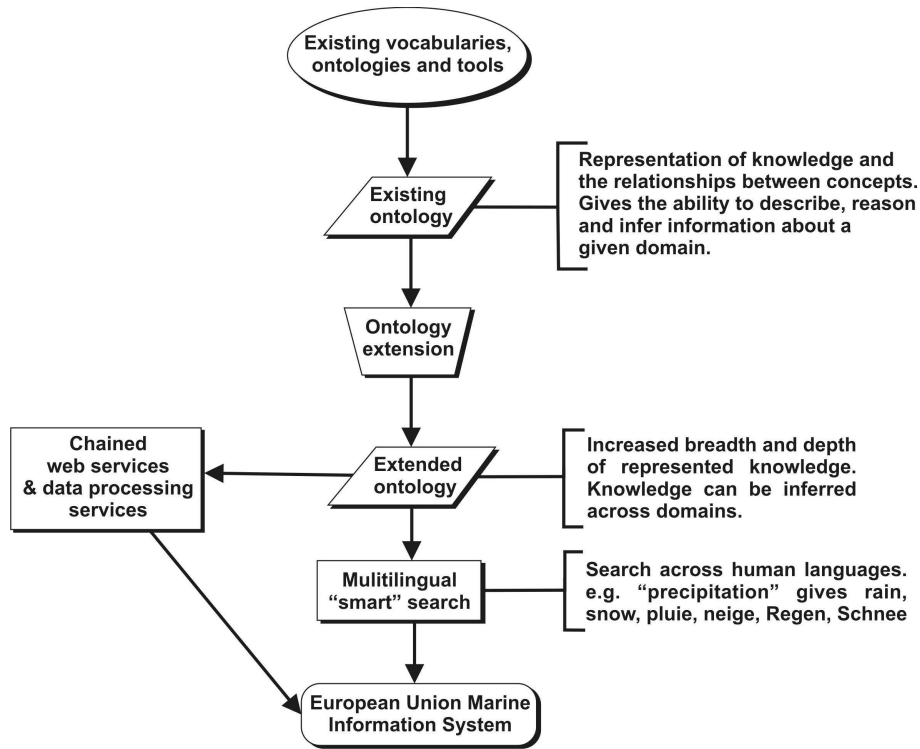 Existing vocabularies,
ontologies and tools
Existing
ontology
Representation of knowledge and
the relationships between concepts.
Gives the ability to describe, reason
and infer information about a
given domain.
Ontology
extension
Chained
web services
& data processing
services
Extended
ontology
Increased breadth and depth
of represented knowledge.
Knowledge can be inferred
across domains.
Mulitilingual
“smart” search
Search across human languages.
e.g. “precipitation” gives rain,
snow, pluie, neige, Regen, Schnee
European Union Marine
Information System